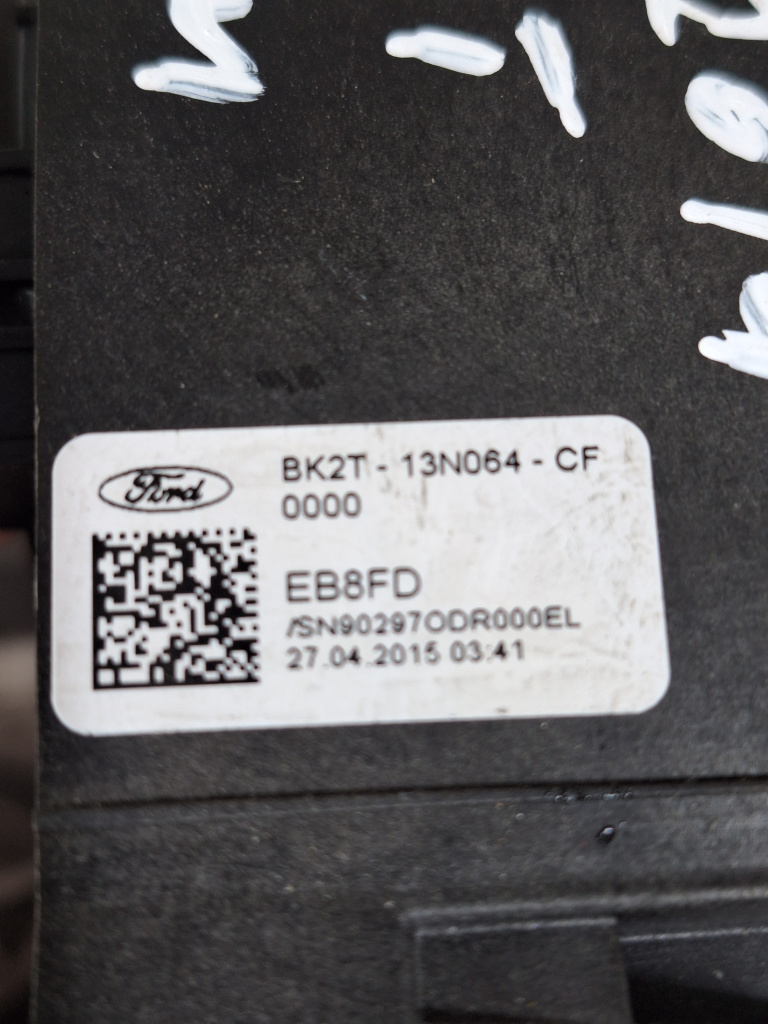 Ford
BK2T - 13N064 - CF
0000
EB8FD
/SN90297ODR000EL
27.04.2015 03:41